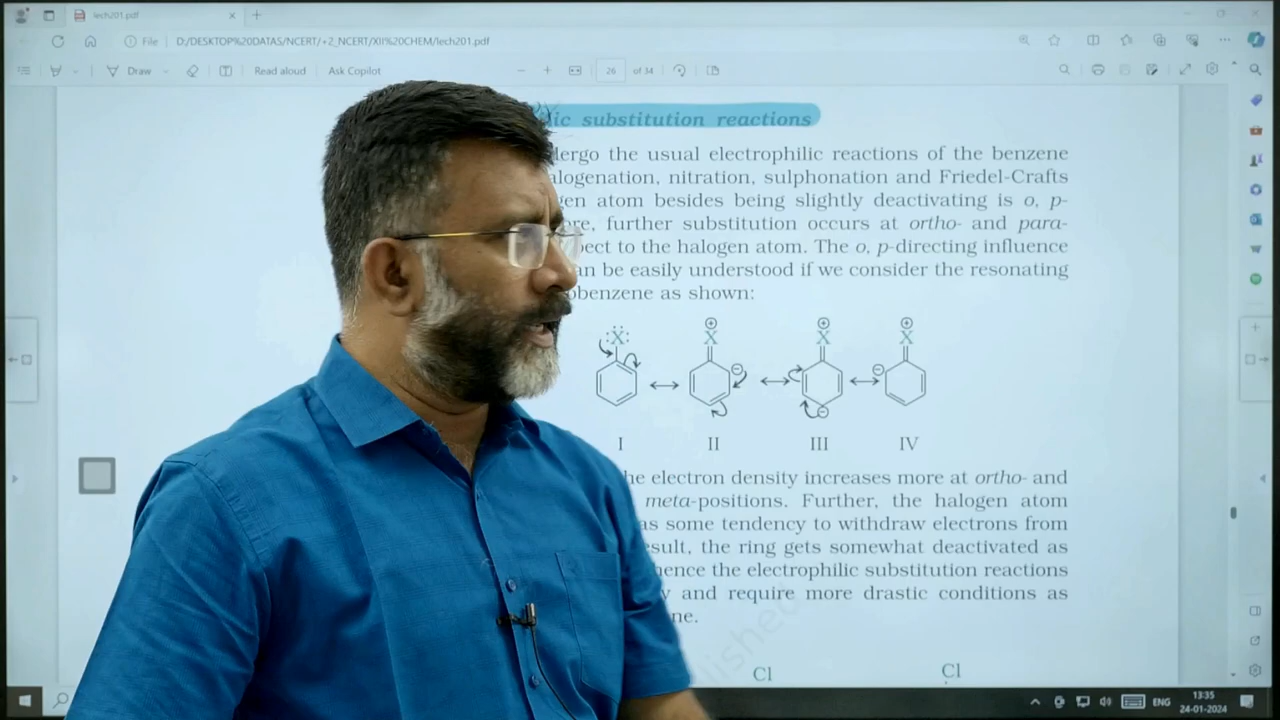 lech201.pdf
File D:/DESKTOP%20DATAS/NCERT/+2_NCERT/XII%20CHEM/lech201.pdf
Draw Read aloud Ask Copilot 26 of 34
ic substitution reactions
dergo the usual electrophilic reactions of the benzene
alogenation, nitration, sulphonation and Friedel-Crafts
gen atom besides being slightly deactivating is o, p-
ore, further substitution occurs at ortho- and para-
pect to the halogen atom. The o, p-directing influence
an be easily understood if we consider the resonating
obenzene as shown:
X X X X
I II III IV
he electron density increases more at ortho- and
meta-positions. Further, the halogen atom
as some tendency to withdraw electrons from
esult, the ring gets somewhat deactivated as
hence the electrophilic substitution reactions
y and require more drastic conditions as
ne.
Cl Cl
ENG 13:35
24-01-2024